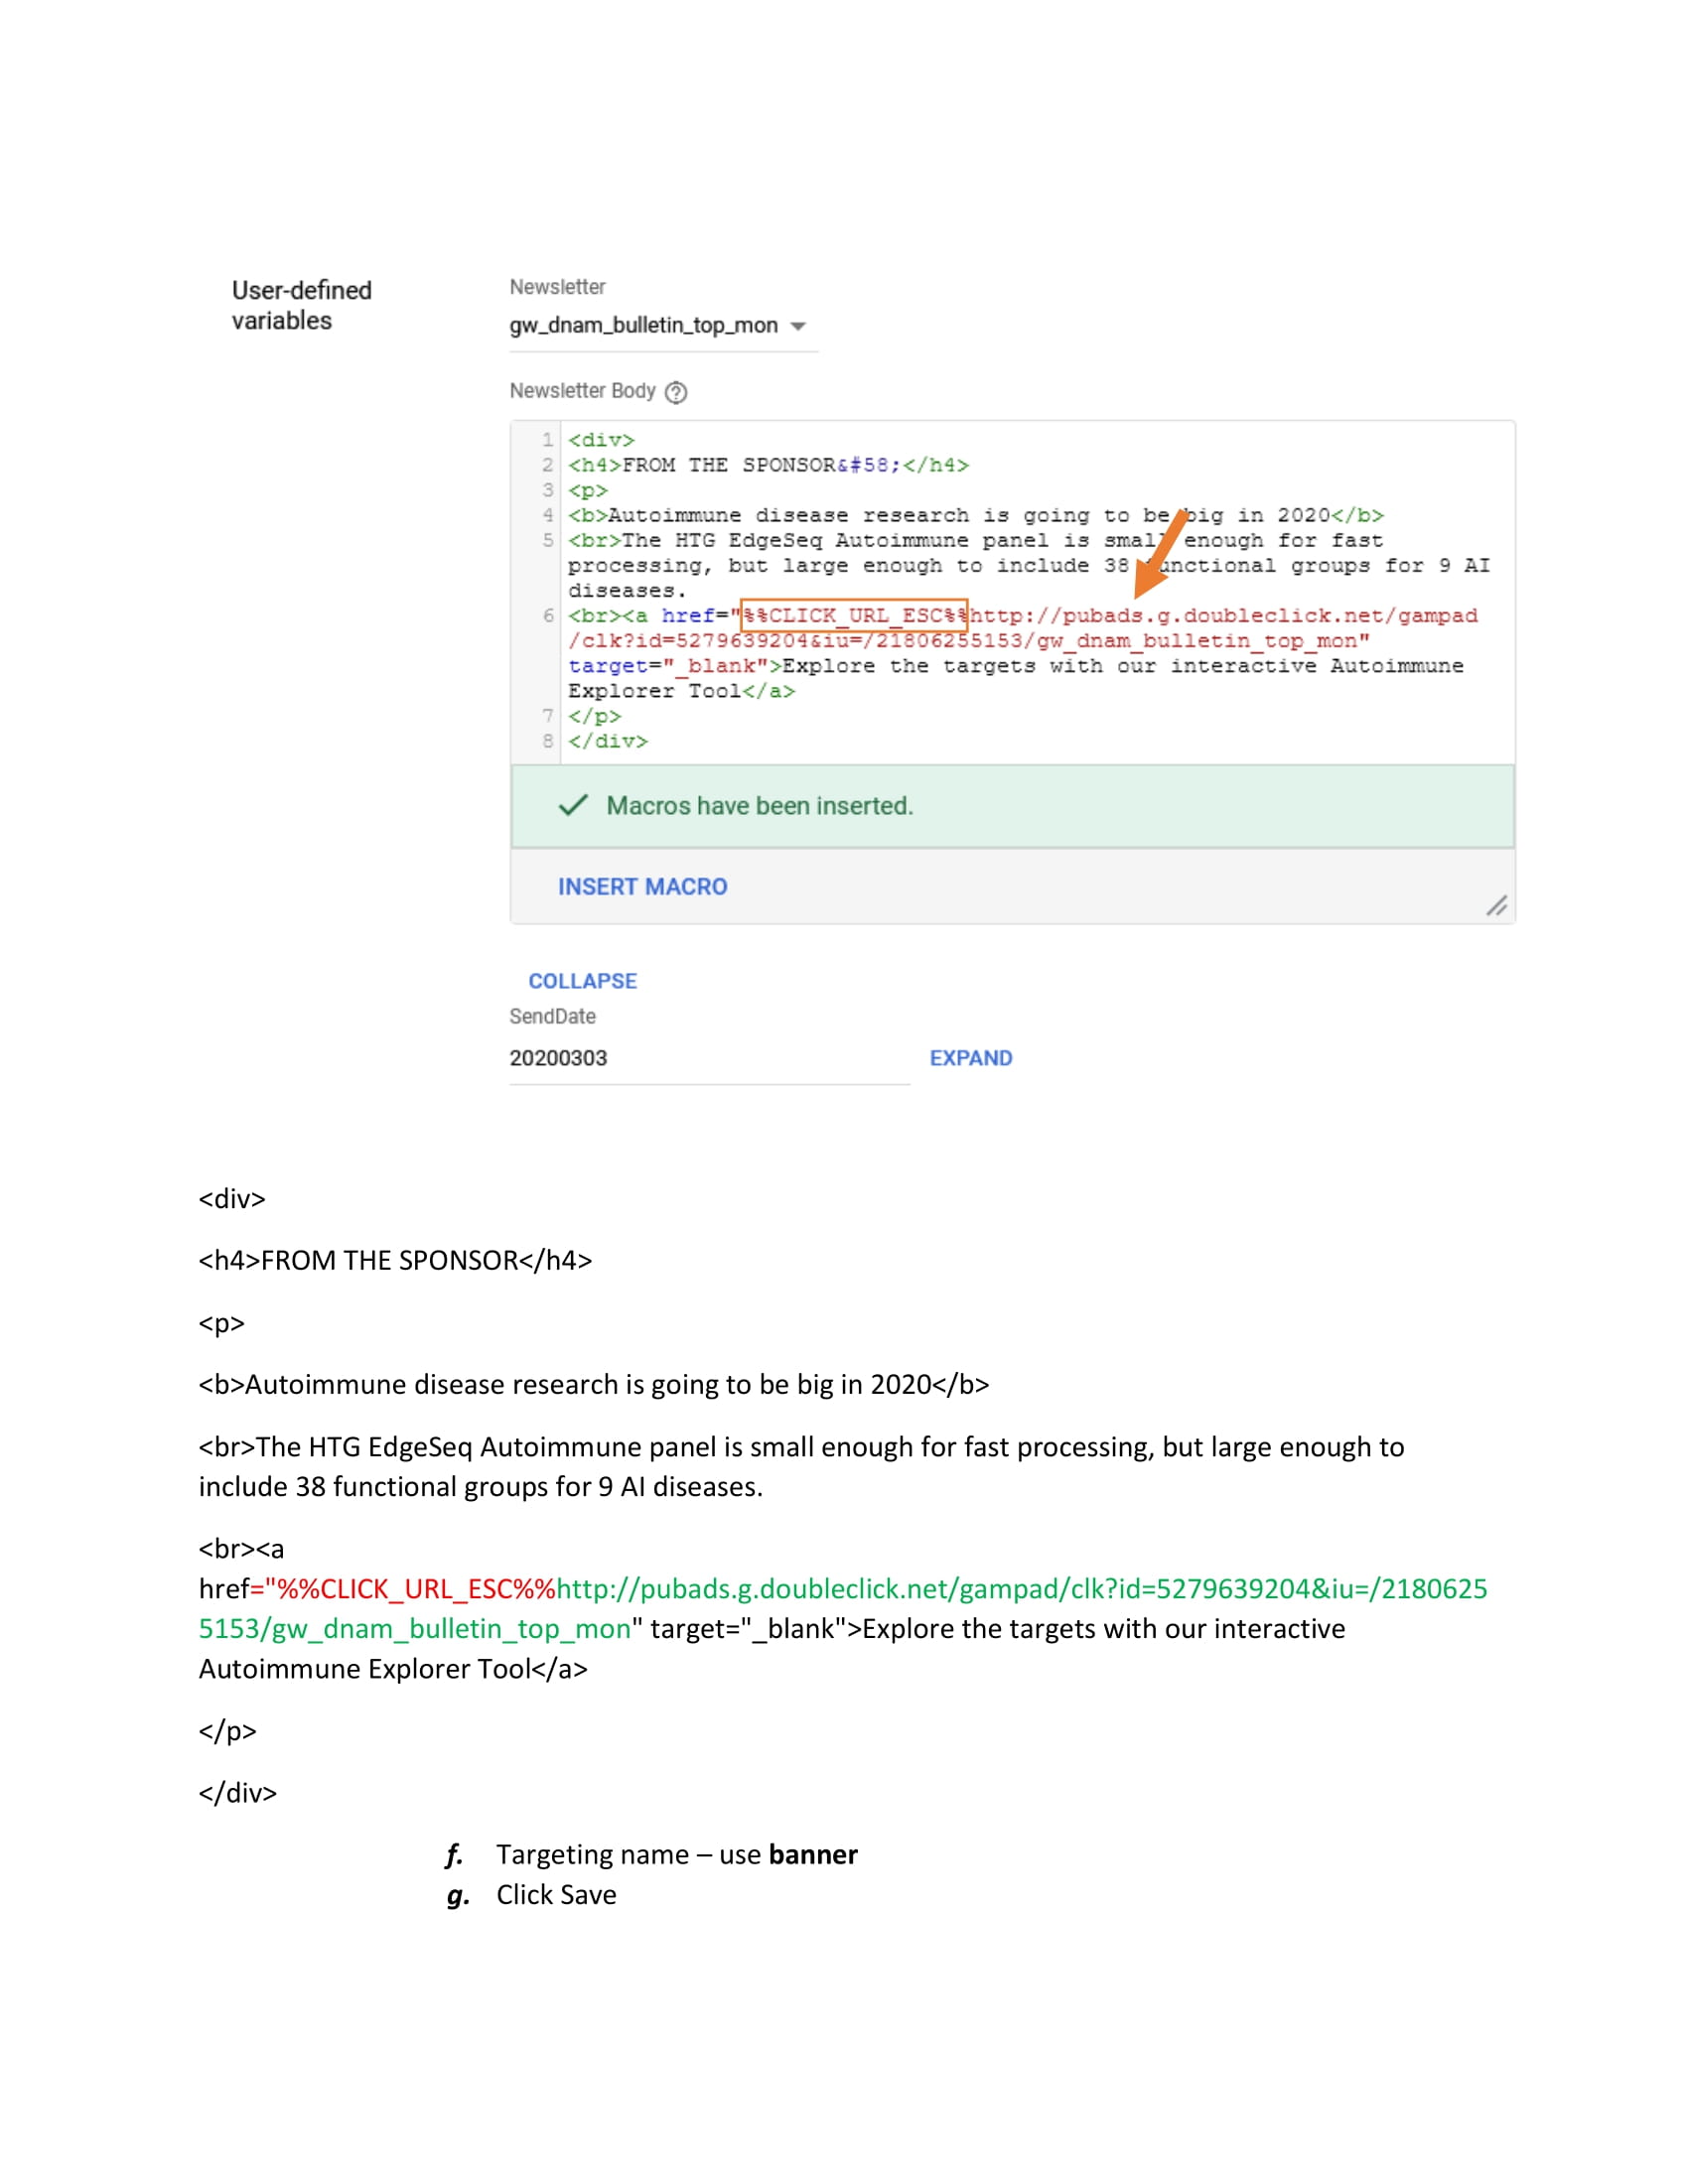 User-defined
variables
Newsletter
gw_dnam_bulletin_top_mon
Newsletter Body ?
1 <div>
2 <h4>FROM THE SPONSOR&#58;</h4>
3 <p>
4 <b>Autoimmune disease research is going to be big in 2020</b>
5 <br>The HTG EdgeSeq Autoimmune panel is small enough for fast
processing, but large enough to include 38 functional groups for 9 AI
diseases.
6 <br><a href="%%CLICK_URL_ESC%%http://pubads.g.doubleclick.net/gampad
/clk?id=5279639204&iu=/21806255153/gw_dnam_bulletin_top_mon"
target="_blank">Explore the targets with our interactive Autoimmune
Explorer Tool</a>
7 </p>
8 </div>
Macros have been inserted.
INSERT MACRO
COLLAPSE
SendDate
20200303 EXPAND
<div>
<h4>FROM THE SPONSOR</h4>
<p>
<b>Autoimmune disease research is going to be big in 2020</b>
<br>The HTG EdgeSeq Autoimmune panel is small enough for fast processing, but large enough to
include 38 functional groups for 9 AI diseases.
<br><a
href="%%CLICK_URL_ESC%%http://pubads.g.doubleclick.net/gampad/clk?id=5279639204&iu=/2180625
5153/gw_dnam_bulletin_top_mon" target="_blank">Explore the targets with our interactive
Autoimmune Explorer Tool</a>
</p>
</div>
f. Targeting name – use banner
g. Click Save